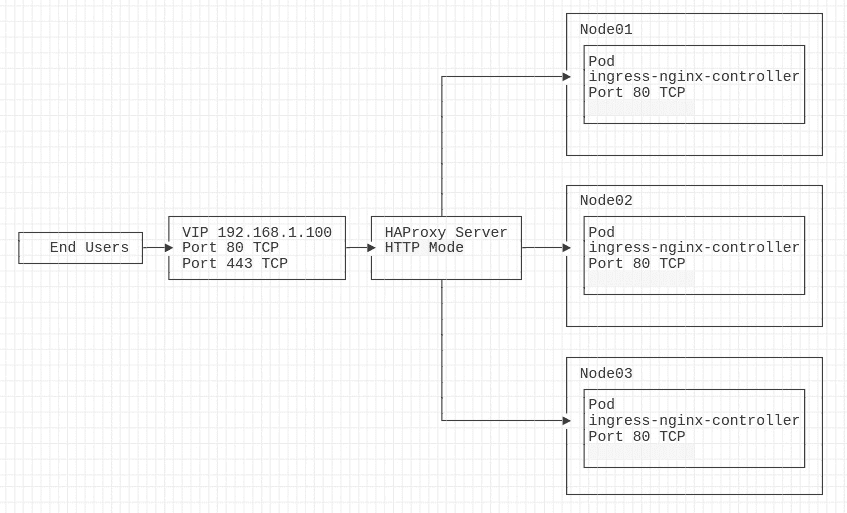 Node01
Pod
ingress-nginx-controller
Port 80 TCP
Node02
Pod
ingress-nginx-controller
Port 80 TCP
End Users
VIP 192.168.1.100
Port 80 TCP
Port 443 TCP
HAProxy Server
HTTP Mode
Node03
Pod
ingress-nginx-controller
Port 80 TCP